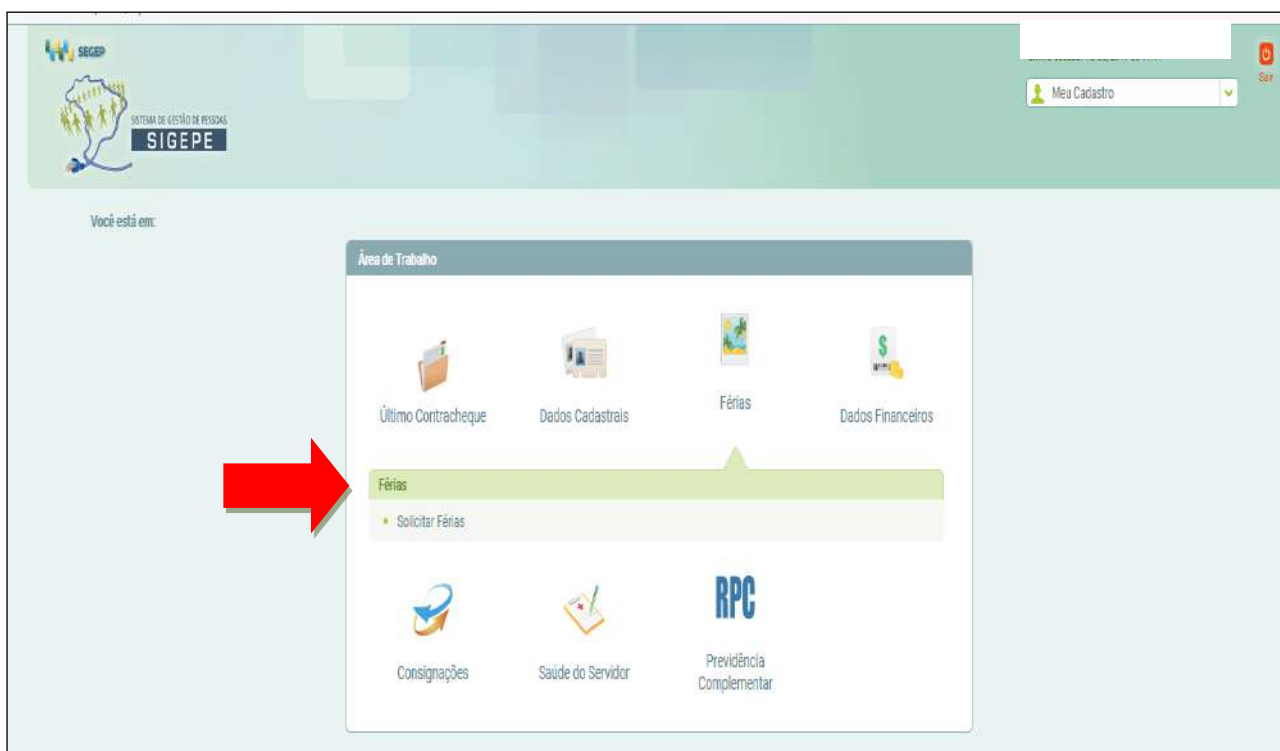 SEGEP
SISTEMA DE GESTÃO DE PESSOAS
SIGEPE
Meu Cadastro
Sair
Você está em:
Área de Trabalho
Último Contracheque
Dados Cadastrais
Férias
Dados Financeiros
Férias
Solicitar Férias
Consignações
Saúde do Servidor
RPC
Previdência
Complementar